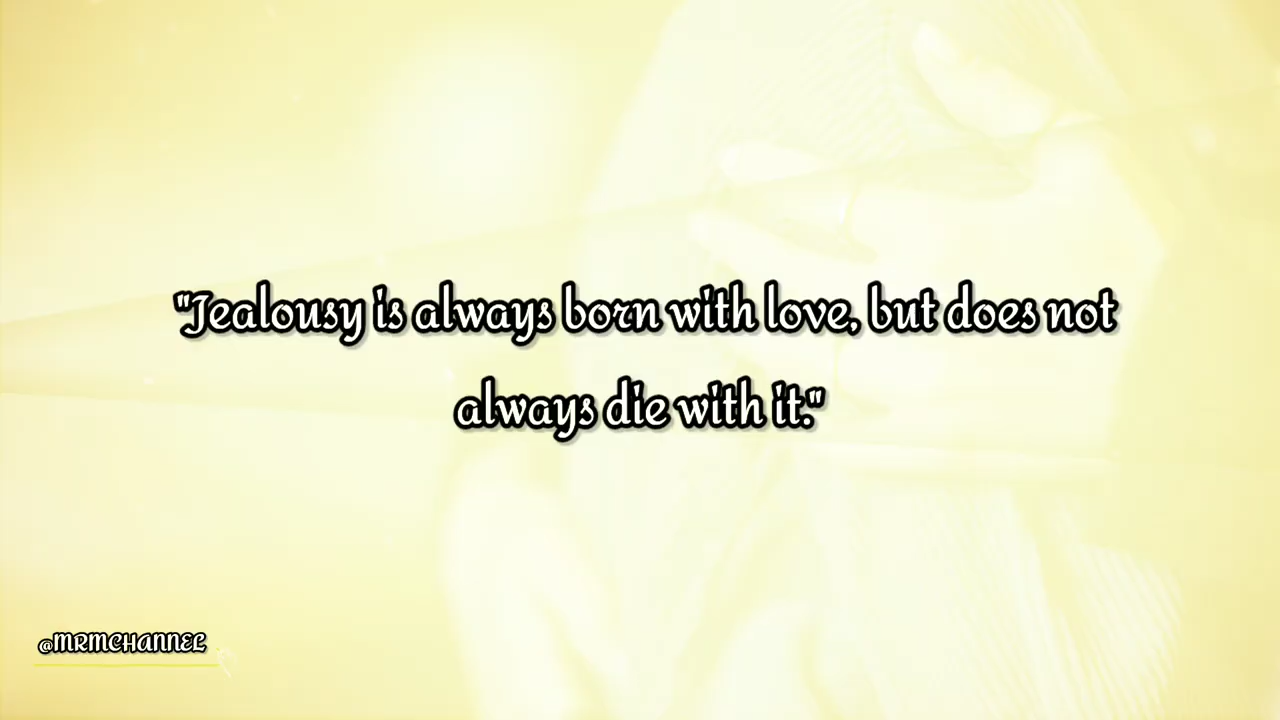 "Jealousy is always born with love, but does not
always die with it."
@MRMCHANNEL